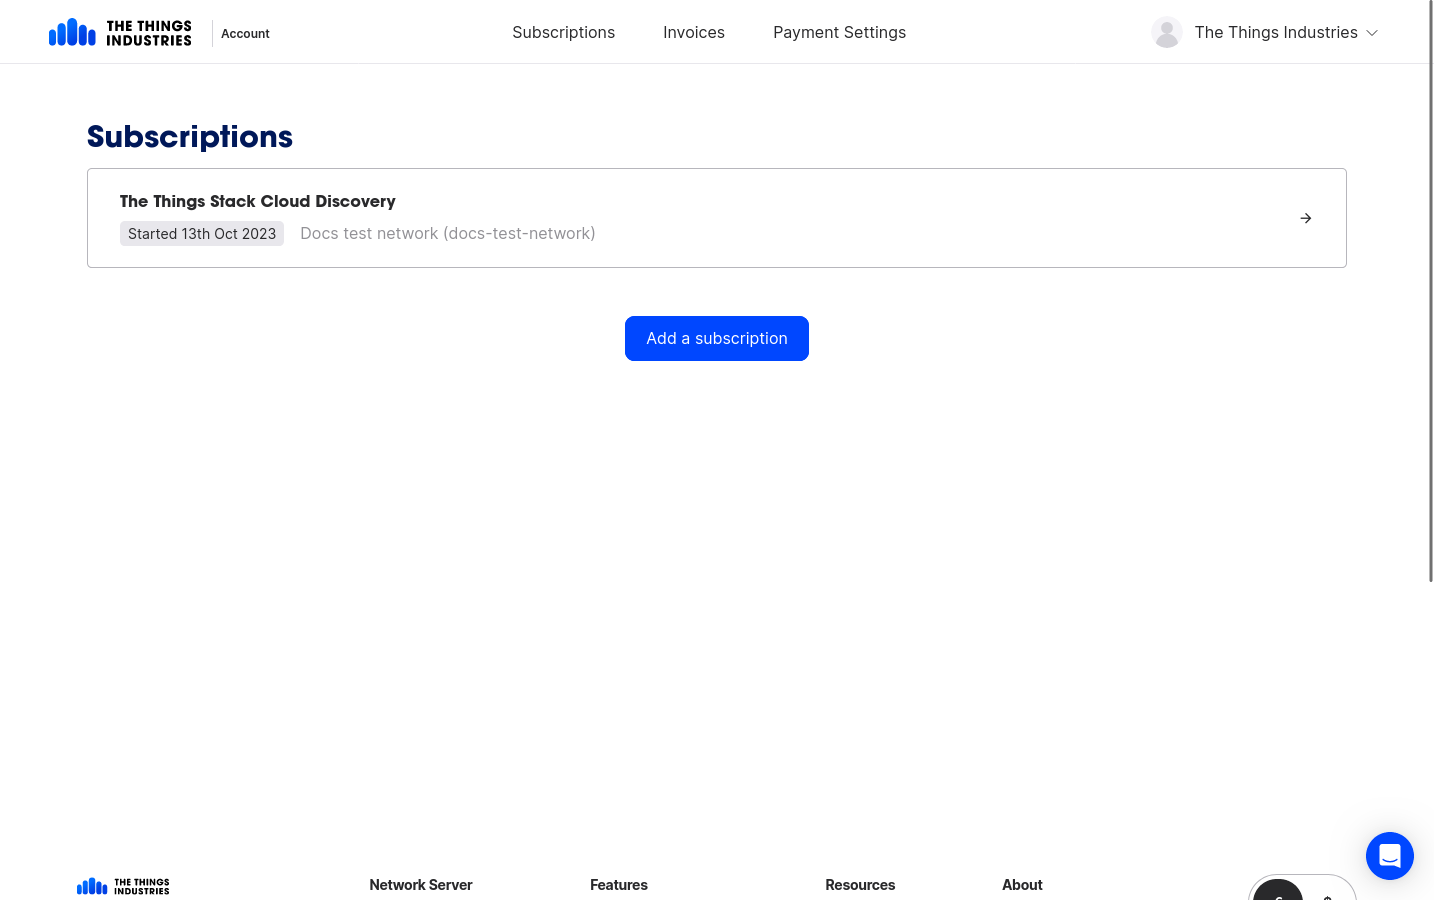 THE THINGS
INDUSTRIES
Account
Subscriptions
Invoices
Payment Settings
The Things Industries
Subscriptions
The Things Stack Cloud Discovery
Started 13th Oct 2023
Docs test network (docs-test-network)
Add a subscription
THE THINGS
INDUSTRIES
Network Server
Features
Resources
About